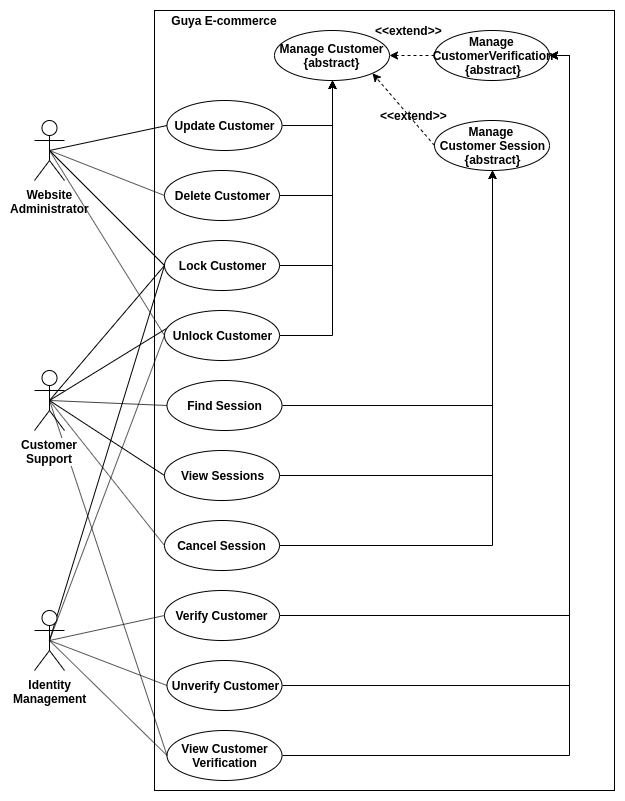 Guya E-commerce
<<extend>>
Manage Customer
{abstract}
Manage
CustomerVerification
{abstract}
<<extend>>
Manage
Customer Session
{abstract}
Update Customer
Website
Administrator
Delete Customer
Lock Customer
Unlock Customer
Find Session
Customer
Support
View Sessions
Cancel Session
Verify Customer
Identity
Management
Unverify Customer
View Customer
Verification